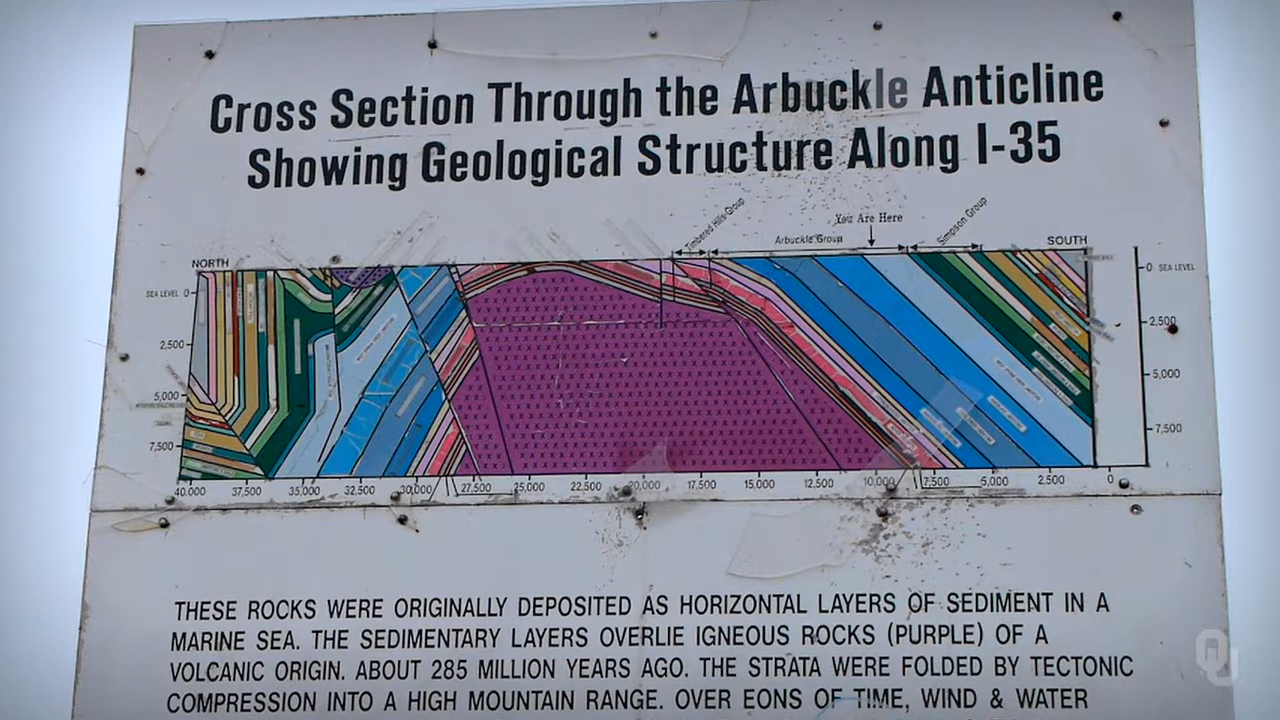 Cross Section Through the Arbuckle Anticline
Showing Geological Structure Along I-35
Timbered Hills Group
You Are Here
Simpson Group
Arbuckle Group
NORTH
SOUTH
SEA LEVEL 0
0 SEA LEVEL
2,500
2,500
5,000
5,000
7,500
7,500
40,000 37,500 35,000 32,500 30,000 27,500 25,000 22,500 20,000 17,500 15,000 12,500 10,000 7,500 5,000 2,500 0
THESE ROCKS WERE ORIGINALLY DEPOSITED AS HORIZONTAL LAYERS OF SEDIMENT IN A
MARINE SEA. THE SEDIMENTARY LAYERS OVERLIE IGNEOUS ROCKS (PURPLE) OF A
VOLCANIC ORIGIN. ABOUT 285 MILLION YEARS AGO. THE STRATA WERE FOLDED BY TECTONIC
COMPRESSION INTO A HIGH MOUNTAIN RANGE. OVER EONS OF TIME, WIND & WATER
OU